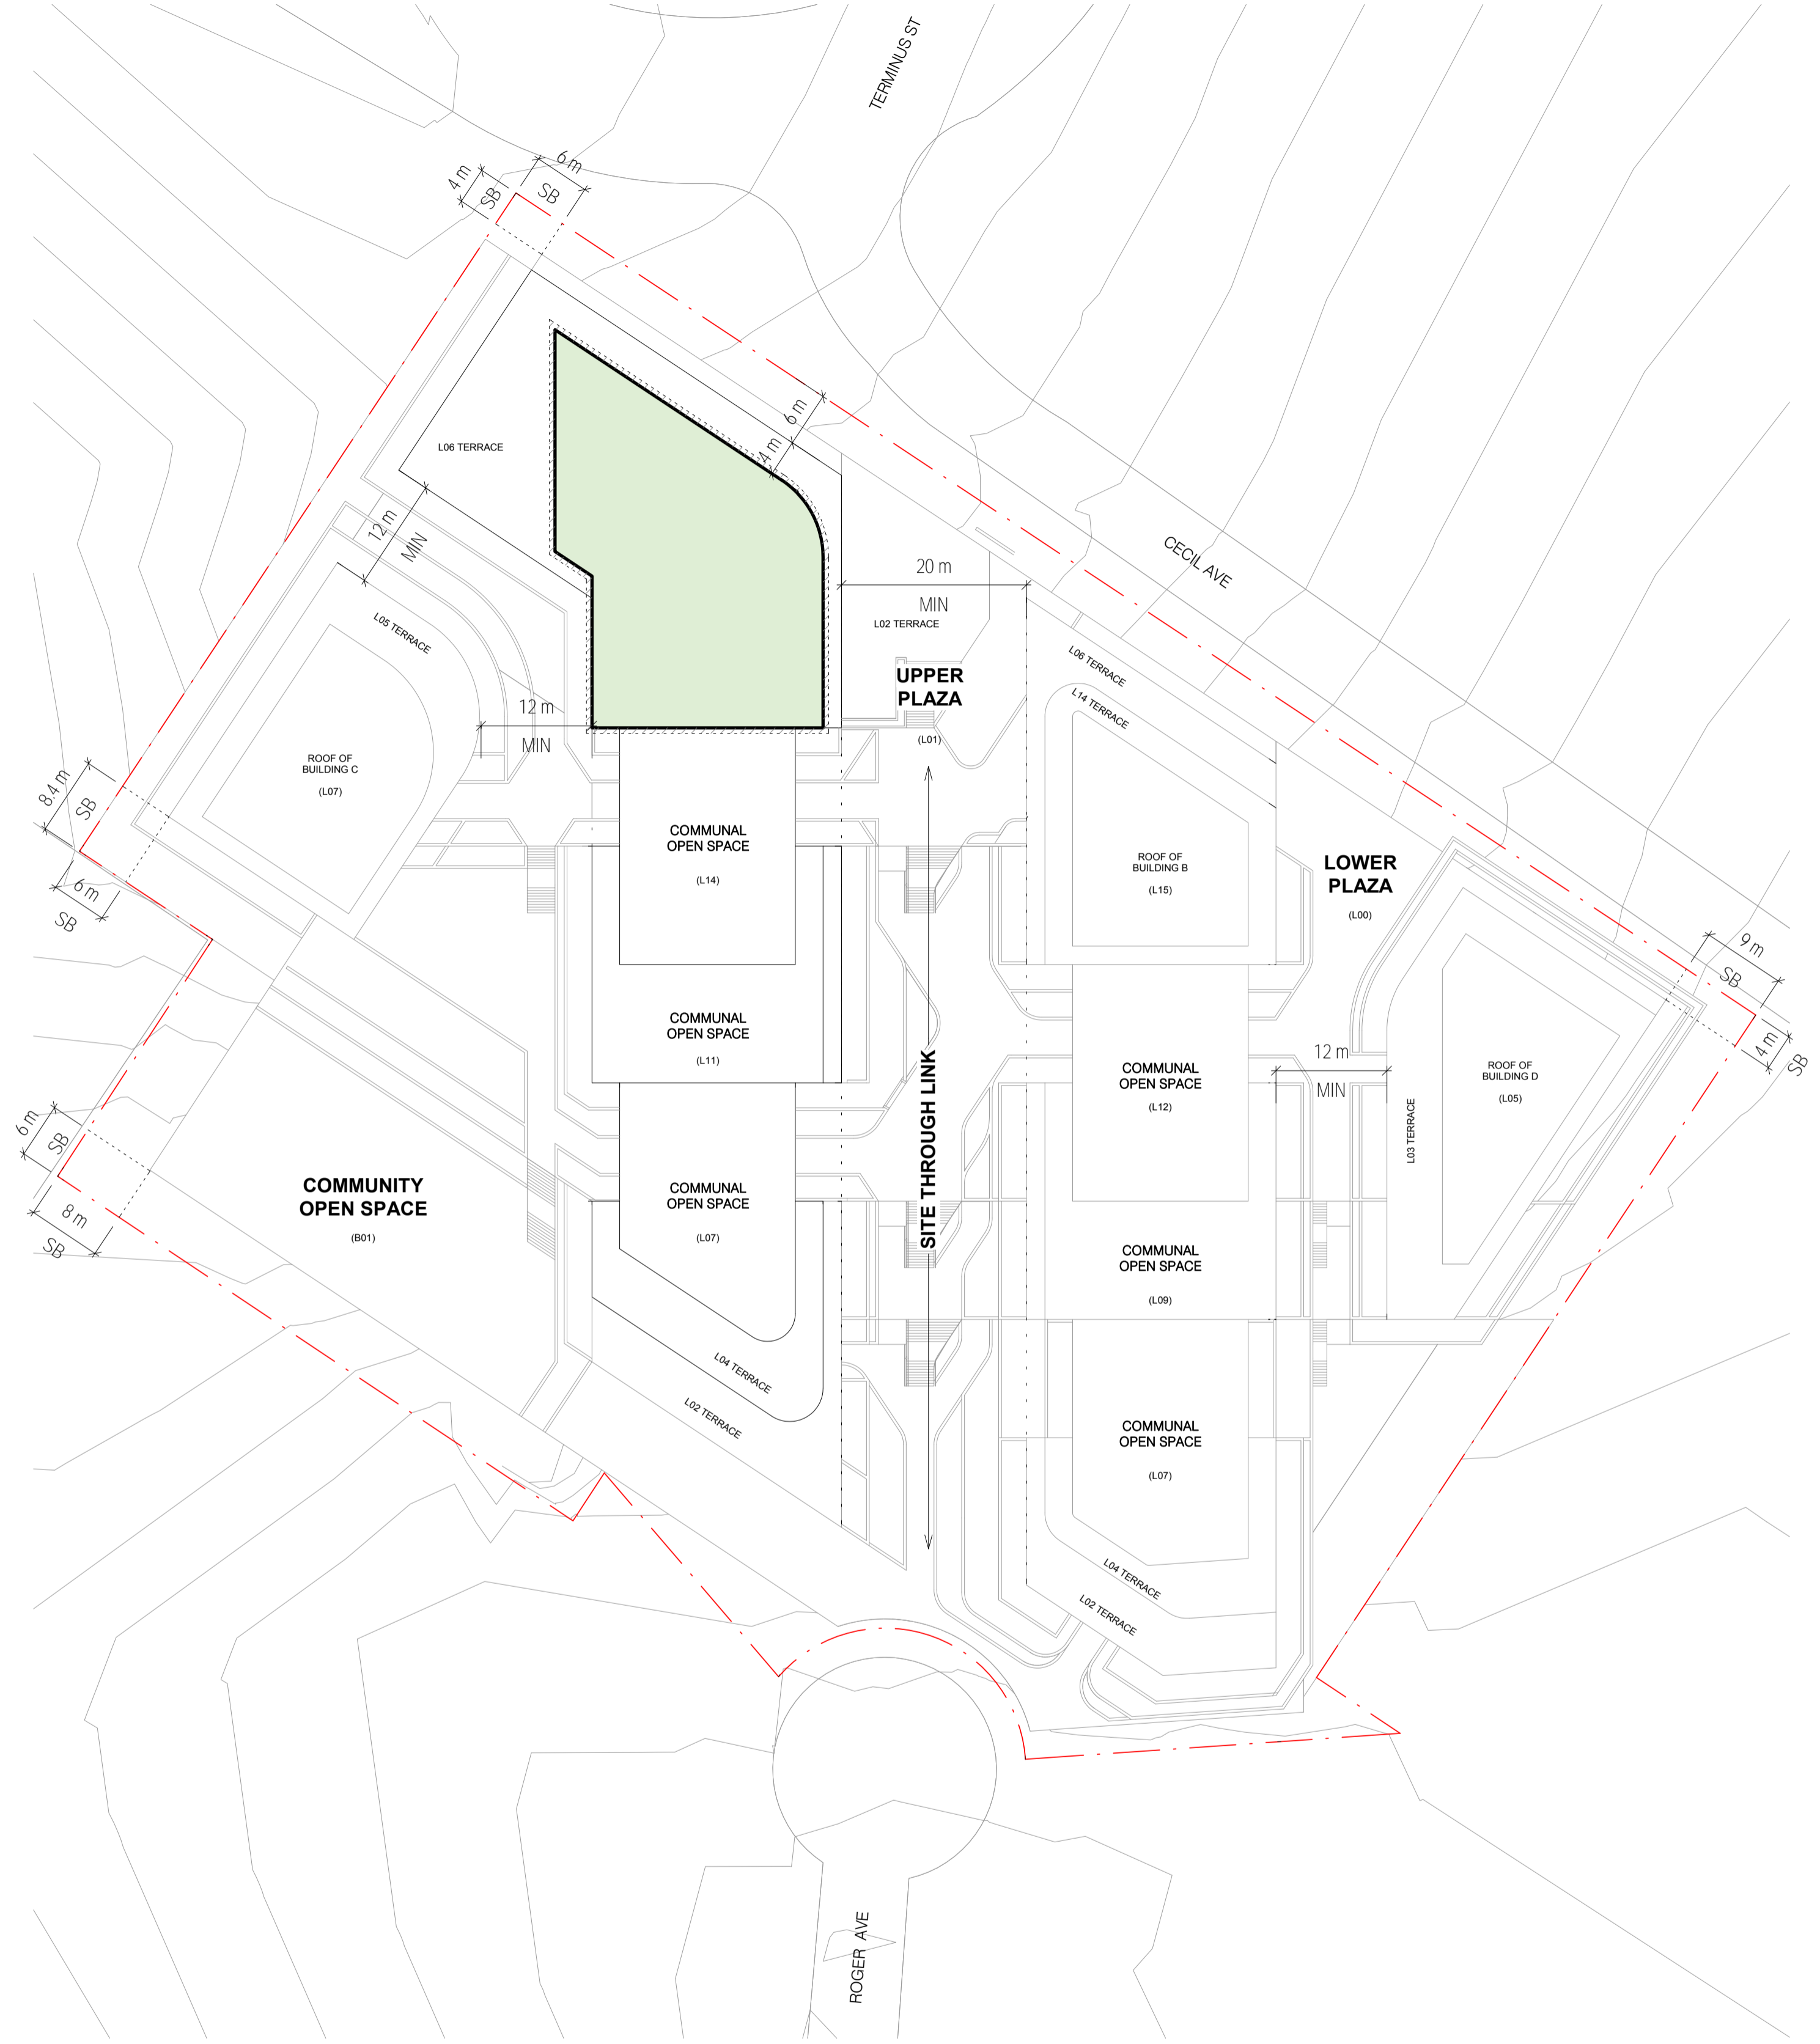 TERMINUS ST
6 m
SB
4 m
SB
6 m
4 m
L06 TERRACE
12 m
MIN
CECIL AVE
20 m
MIN
L02 TERRACE
L05 TERRACE
L06 TERRACE
UPPER
PLAZA
(L01)
L14 TERRACE
12 m
MIN
ROOF OF
BUILDING C
(L07)
8.4 m
SB
COMMUNAL
OPEN SPACE
(L14)
ROOF OF
BUILDING B
(L15)
LOWER
PLAZA
(L00)
6 m
SB
9 m
SB
4 m
SB
COMMUNAL
OPEN SPACE
(L11)
12 m
MIN
COMMUNAL
OPEN SPACE
(L12)
ROOF OF
BUILDING D
(L05)
L03 TERRACE
SITE THROUGH LINK
6 m
SB
8 m
SB
COMMUNITY
OPEN SPACE
(B01)
COMMUNAL
OPEN SPACE
(L07)
COMMUNAL
OPEN SPACE
(L09)
L04 TERRACE
L02 TERRACE
COMMUNAL
OPEN SPACE
(L07)
L04 TERRACE
L02 TERRACE
ROGER AVE